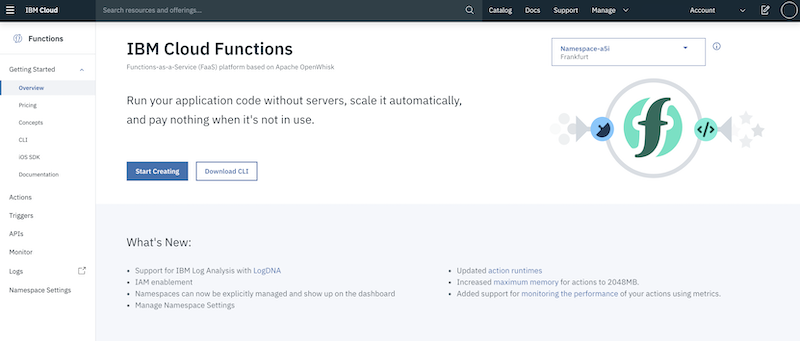 IBM Cloud
Search resources and offerings...
Catalog
Docs
Support
Manage
Account
Functions
Getting Started
Overview
Pricing
Concepts
CLI
iOS SDK
Documentation
Actions
Triggers
APIs
Monitor
Logs
Namespace Settings
IBM Cloud Functions
Functions-as-a-Service (FaaS) platform based on Apache OpenWhisk
Namespace-a5i
Frankfurt
Run your application code without servers, scale it automatically,
and pay nothing when it's not in use.
Start Creating
Download CLI
What's New:
Support for IBM Log Analysis with LogDNA
IAM enablement
Namespaces can now be explicitly managed and show up on the dashboard
Manage Namespace Settings
Updated action runtimes
Increased maximum memory for actions to 2048MB.
Added support for monitoring the performance of your actions using metrics.